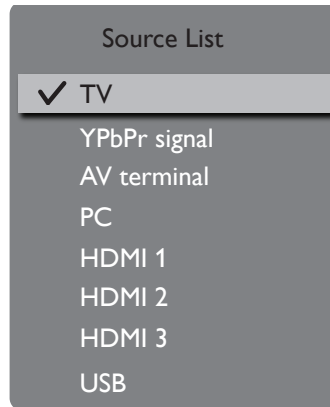 Source List
TV
YPbPr signal
AV terminal
PC
HDMI 1
HDMI 2
HDMI 3
USB